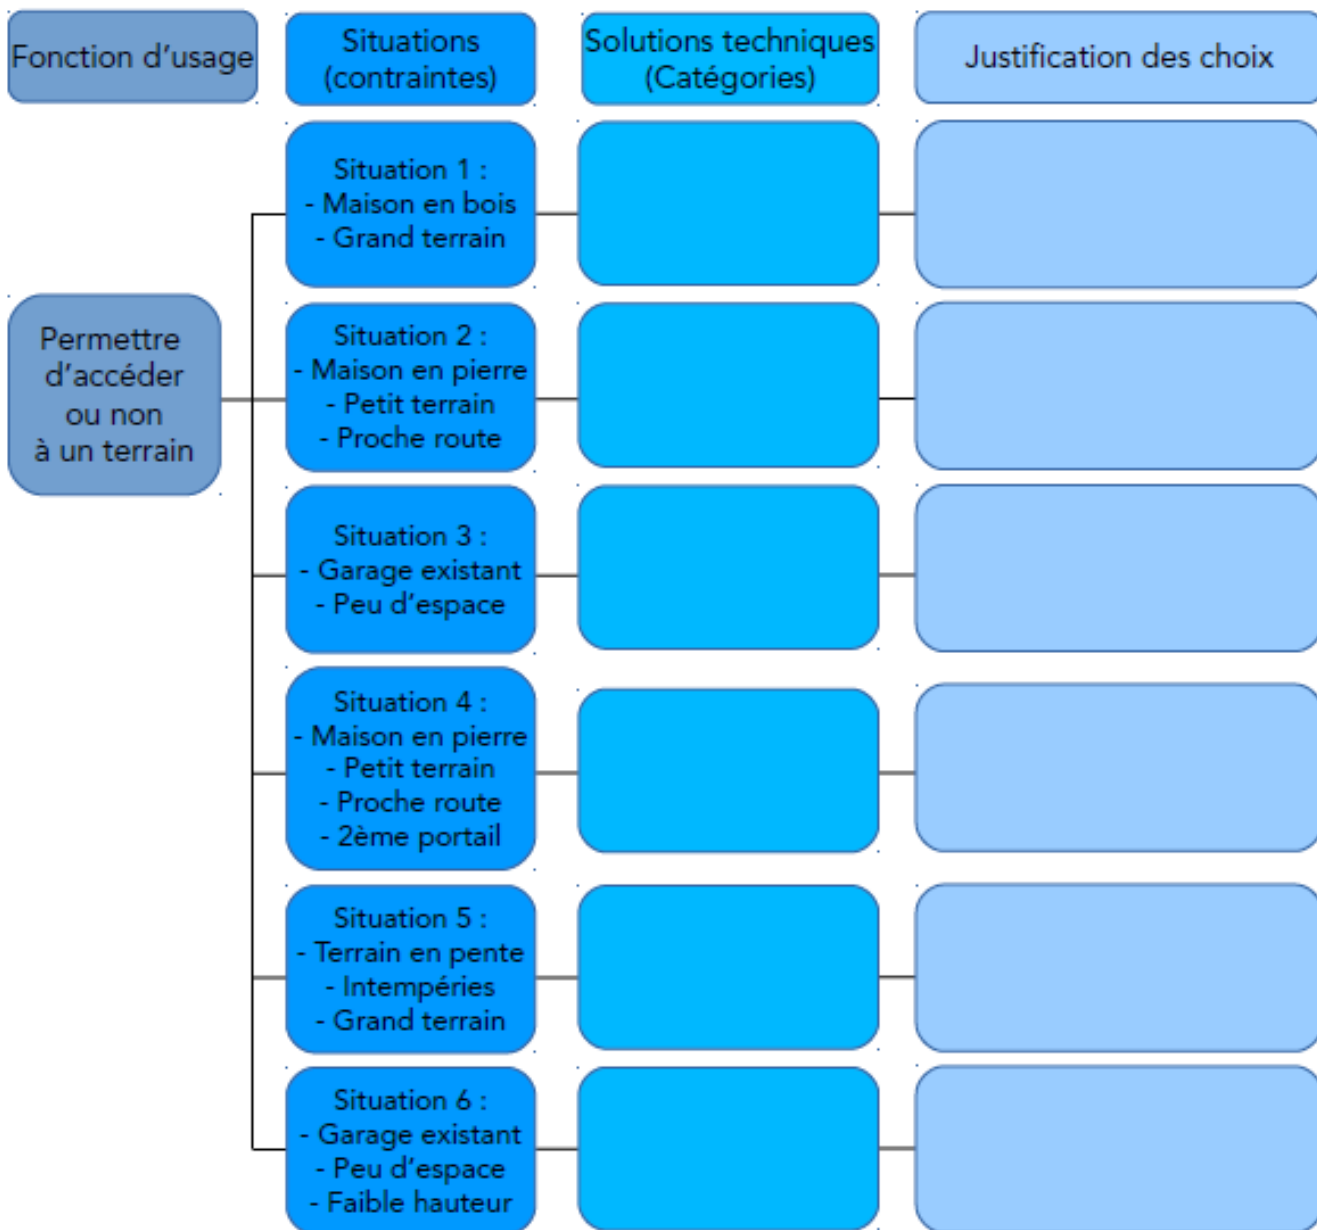 Fonction d'usage
Situations
(contraintes)
Solutions techniques
(Catégories)
Justification des choix
Permettre
d'accéder
ou non
à un terrain
Situation 1 :
- Maison en bois
- Grand terrain
Situation 2 :
- Maison en pierre
- Petit terrain
- Proche route
Situation 3 :
- Garage existant
- Peu d'espace
Situation 4 :
- Maison en pierre
- Petit terrain
- Proche route
- 2ème portail
Situation 5 :
- Terrain en pente
- Intempéries
- Grand terrain
Situation 6 :
- Garage existant
- Peu d'espace
- Faible hauteur